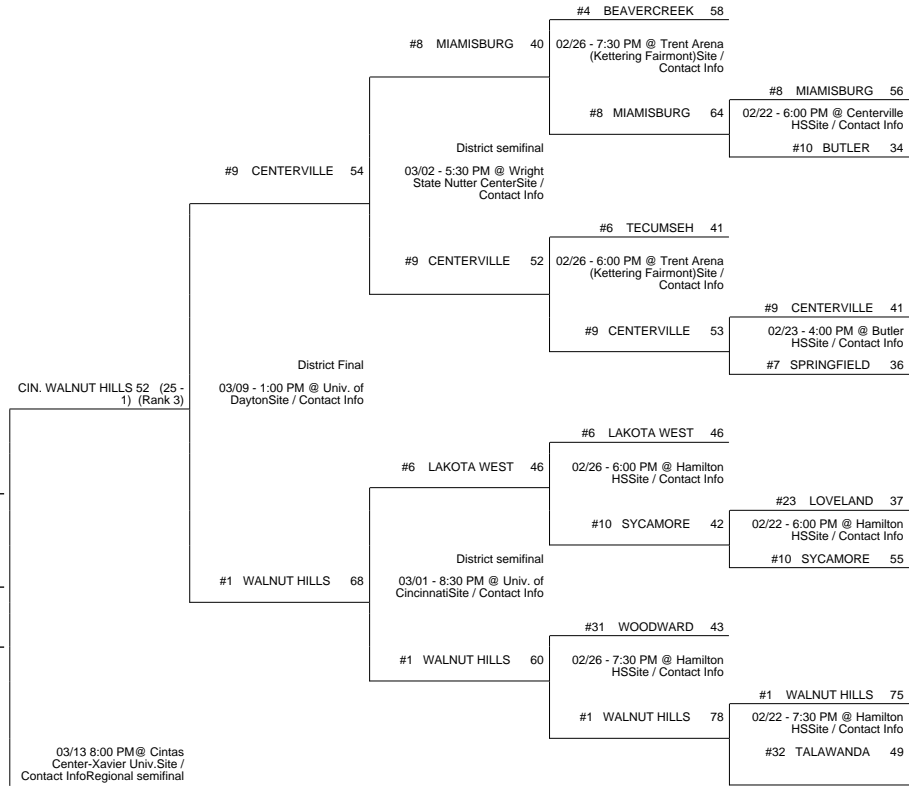 #4 BEAVERCREEK 58
#8 MIAMISBURG 40
02/26 - 7:30 PM @ Trent Arena
(Kettering Fairmont)Site /
Contact Info
#8 MIAMISBURG 56
#8 MIAMISBURG 64
02/22 - 6:00 PM @ Centerville
HSSite / Contact Info
#10 BUTLER 34
District semifinal
#9 CENTERVILLE 54
03/02 - 5:30 PM @ Wright
State Nutter CenterSite /
Contact Info
#6 TECUMSEH 41
#9 CENTERVILLE 52
02/26 - 6:00 PM @ Trent Arena
(Kettering Fairmont)Site /
Contact Info
#9 CENTERVILLE 41
#9 CENTERVILLE 53
02/23 - 4:00 PM @ Butler
HSSite / Contact Info
#7 SPRINGFIELD 36
District Final
CIN. WALNUT HILLS 52 (25 -
1) (Rank 3)
03/09 - 1:00 PM @ Univ. of
DaytonSite / Contact Info
#6 LAKOTA WEST 46
#6 LAKOTA WEST 46
02/26 - 6:00 PM @ Hamilton
HSSite / Contact Info
#23 LOVELAND 37
#10 SYCAMORE 42
02/22 - 6:00 PM @ Hamilton
HSSite / Contact Info
#10 SYCAMORE 55
District semifinal
#1 WALNUT HILLS 68
03/01 - 8:30 PM @ Univ. of
CincinnatiSite / Contact Info
#31 WOODWARD 43
#1 WALNUT HILLS 60
02/26 - 7:30 PM @ Hamilton
HSSite / Contact Info
#1 WALNUT HILLS 75
#1 WALNUT HILLS 78
02/22 - 7:30 PM @ Hamilton
HSSite / Contact Info
#32 TALAWANDA 49
03/13 8:00 PM@ Cintas
Center-Xavier Univ.Site /
Contact InfoRegional semifinal